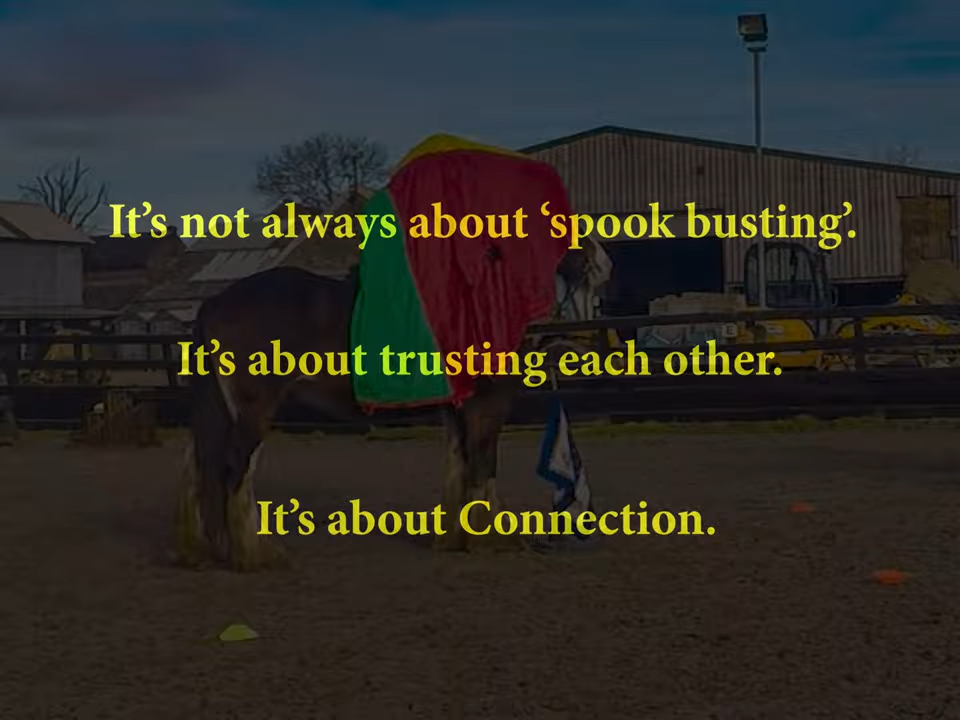 It’s not always about ‘spook busting’.
It’s about trusting each other.
It’s about Connection.